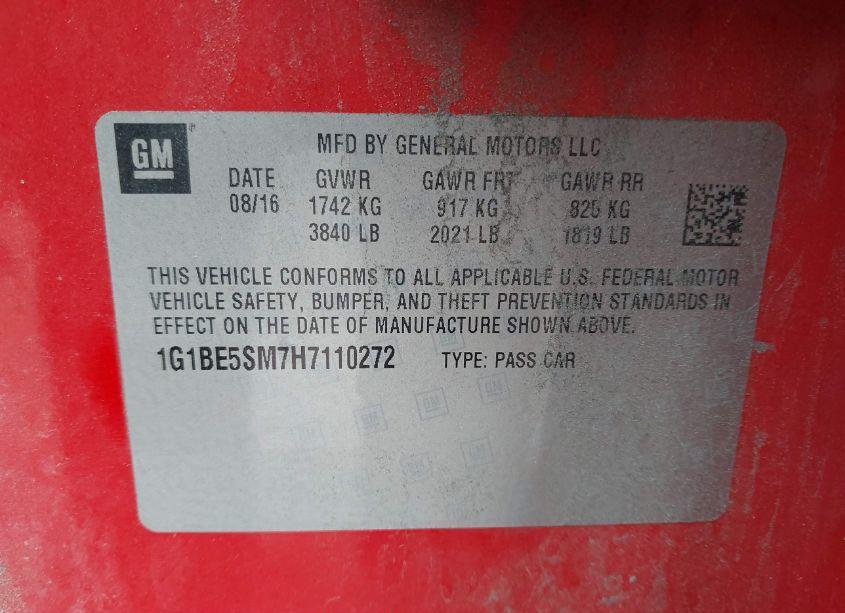 GM
MFD BY GENERAL MOTORS LLC
DATE GVWR GAWR FRT GAWR RR
08/16 1742 KG 917 KG 825 KG
3840 LB 2021 LB 1819 LB
THIS VEHICLE CONFORMS TO ALL APPLICABLE U.S. FEDERAL MOTOR
VEHICLE SAFETY, BUMPER, AND THEFT PREVENTION STANDARDS IN
EFFECT ON THE DATE OF MANUFACTURE SHOWN ABOVE.
1G1BE5SM7H7110272 TYPE: PASS CAR